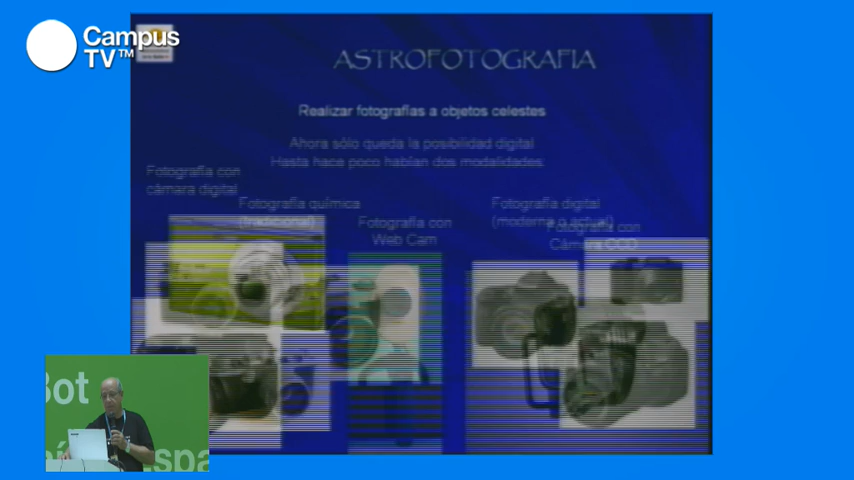 Campus
TV™
ASTROFOTOGRAFIA
Realizar fotografías a objetos celestes
Ahora sólo queda la posibilidad digital
Hasta hace poco habían dos modalidades:
Fotografía con
cámara digital
Fotografía química
(tradicional)
Fotografía con
Web Cam
Fotografía digital
(moderna o actual)
Fotografía con
Cámara CCD
Bot
spa